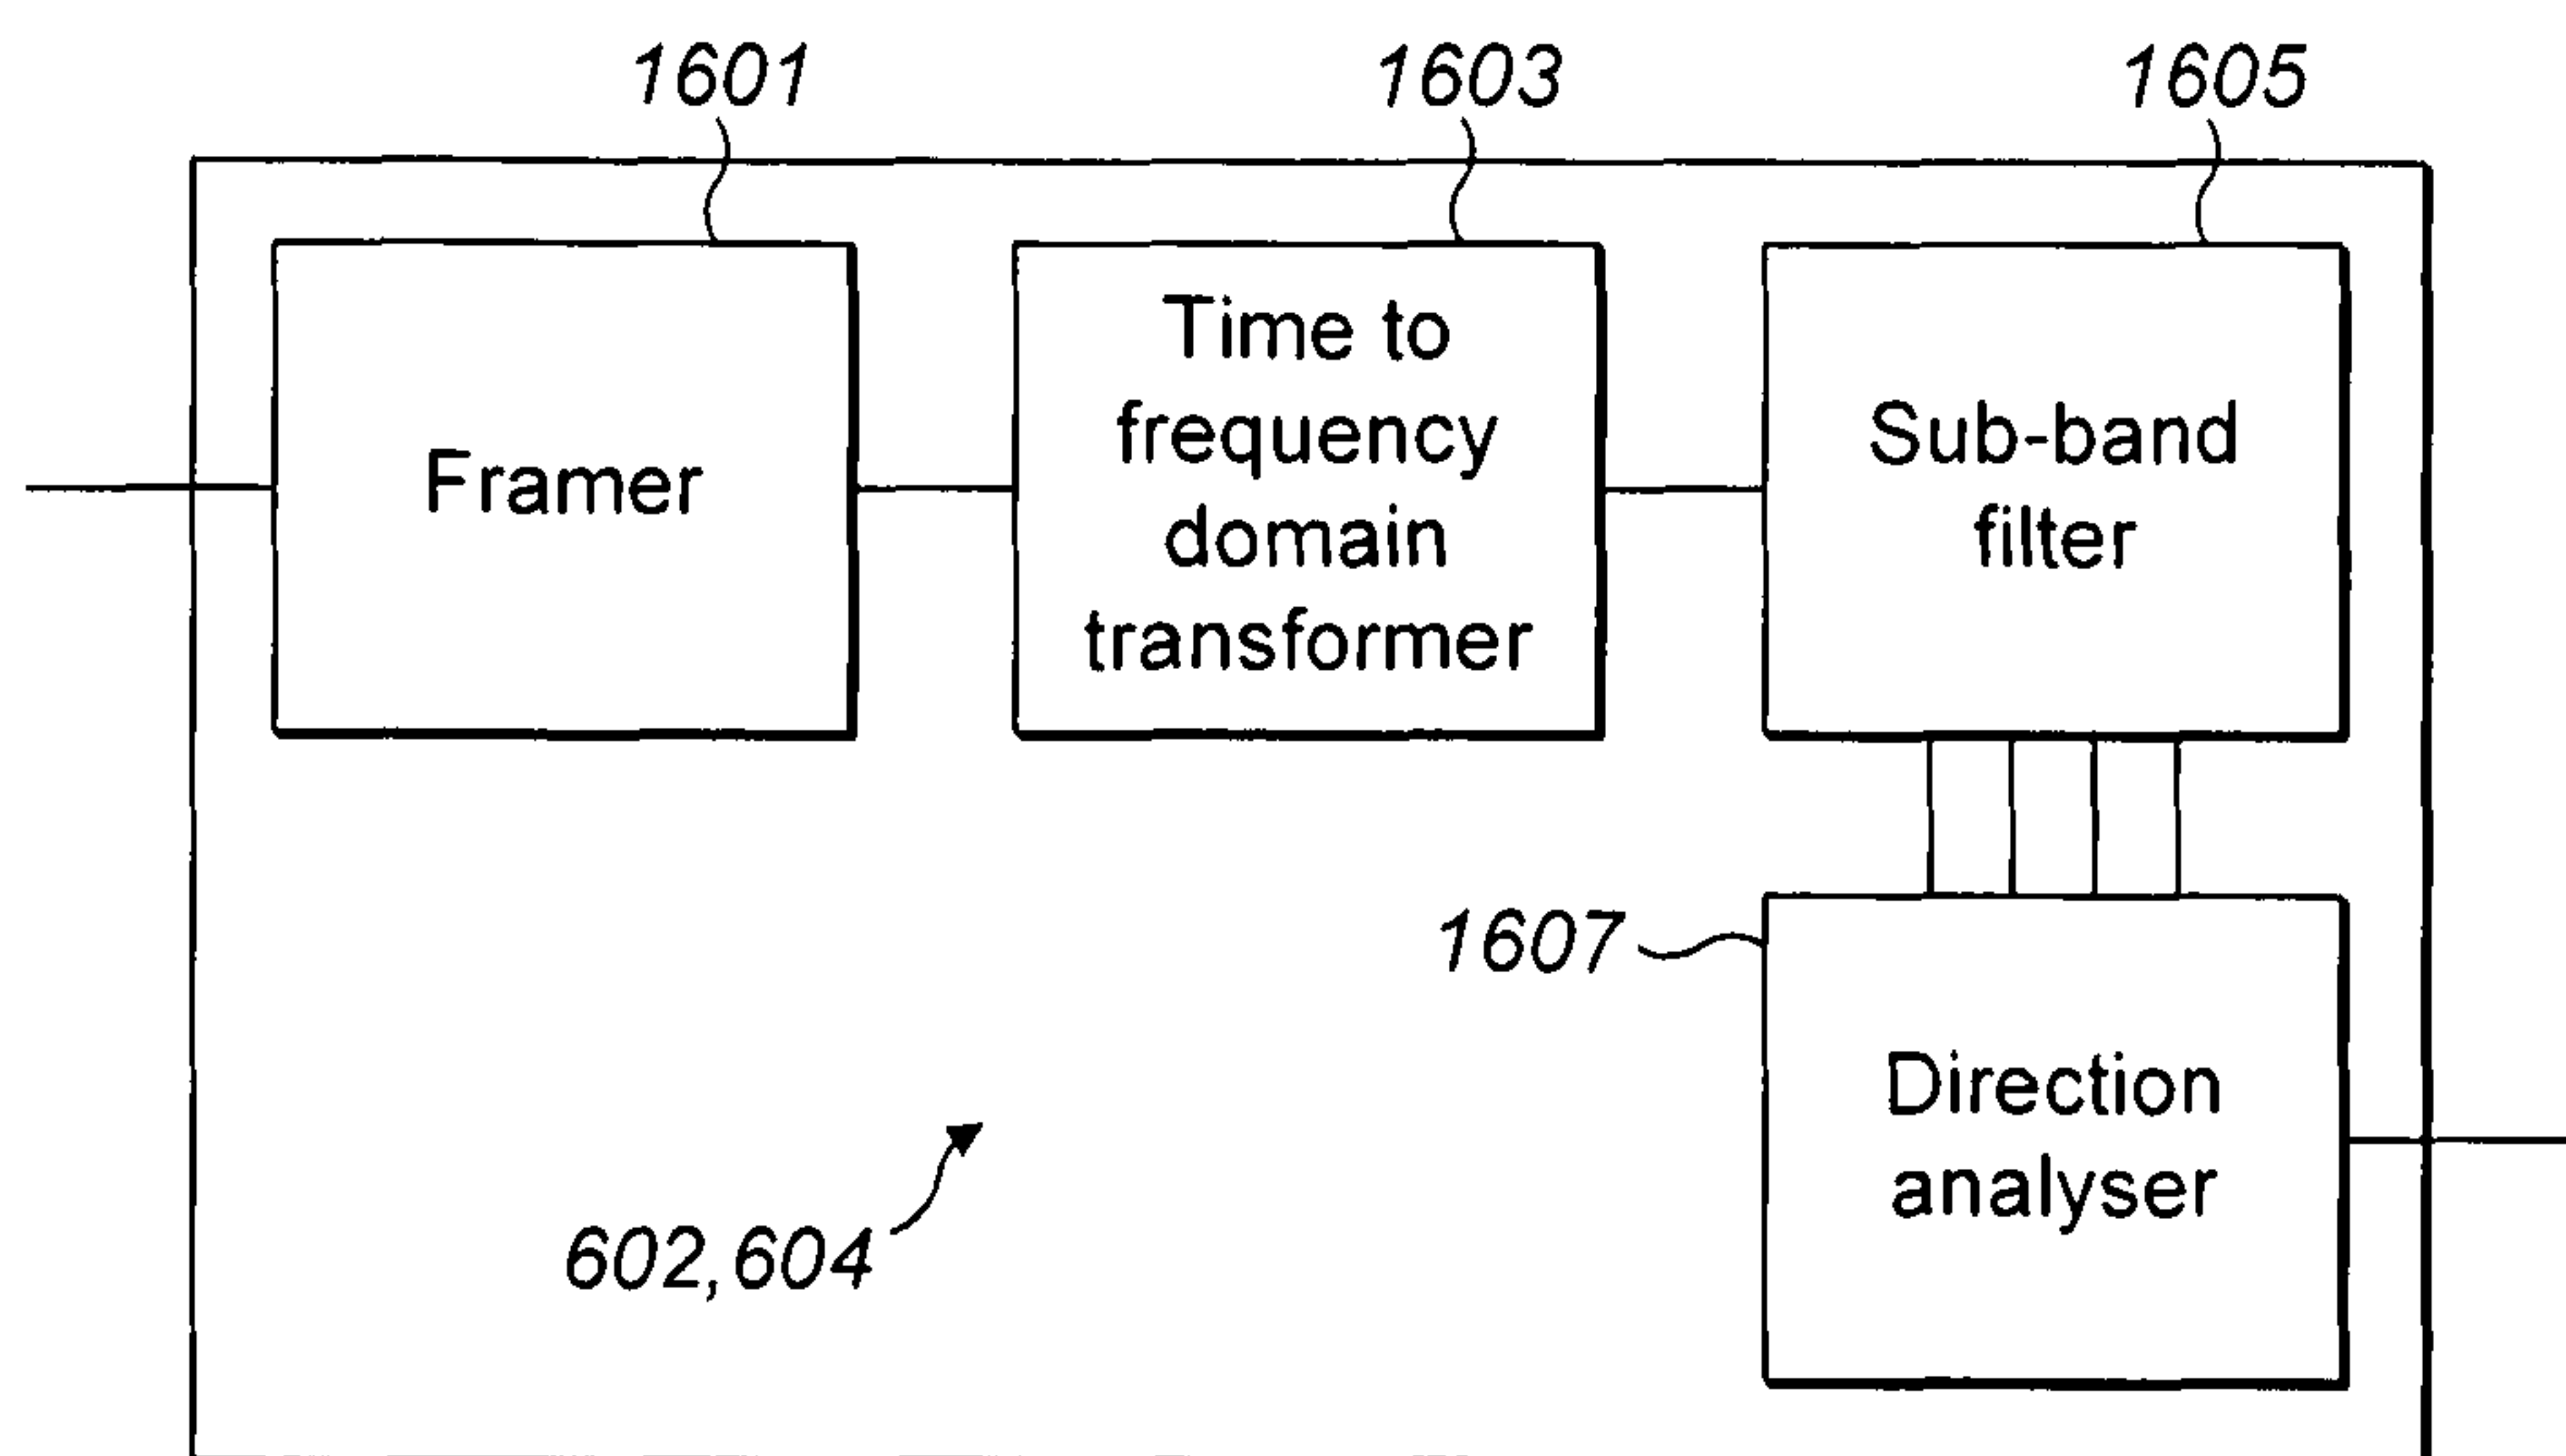 1601
1603
1605
Framer
Time to
frequency
domain
transformer
Sub-band
filter
1607
Direction
analyser
602,604